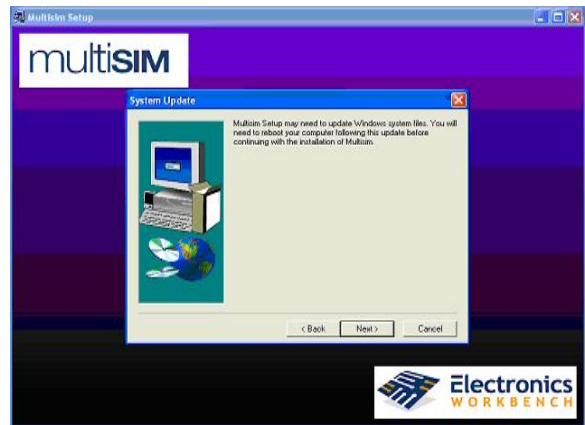 Multisim Setup
multiSIM
System Update
Multisim Setup may need to update Windows system files. You will
need to reboot your computer following this update before
continuing with the installation of Multisim.
< Back
Next >
Cancel
Electronics
WORKBENCH